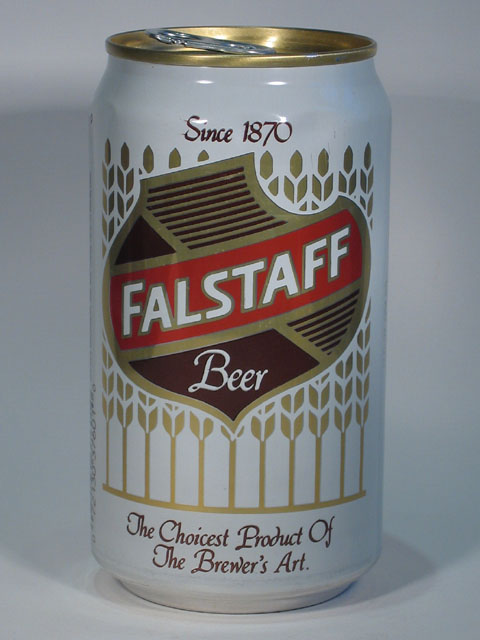 Since 1870
FALSTAFF
Beer
The Choicest Product Of
The Brewer's Art.